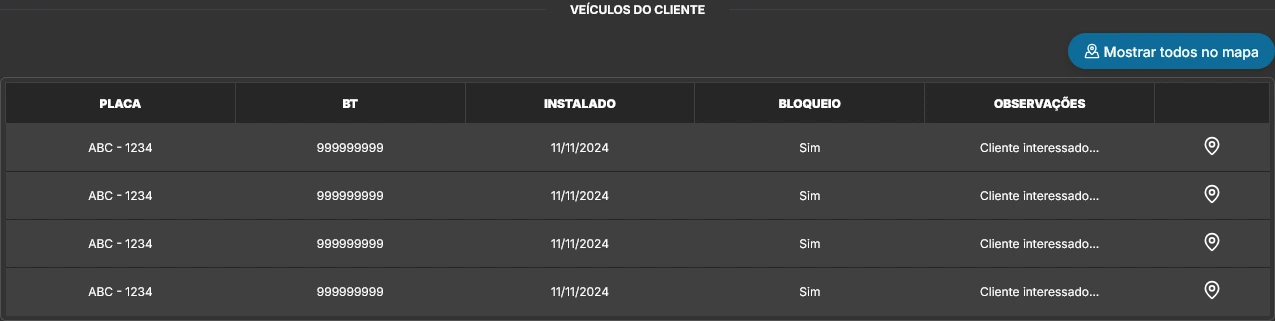 VEÍCULOS DO CLIENTE
Mostrar todos no mapa
PLACA BT INSTALADO BLOQUEIO OBSERVAÇÕES
ABC - 1234 999999999 11/11/2024 Sim Cliente interessado...
ABC - 1234 999999999 11/11/2024 Sim Cliente interessado...
ABC - 1234 999999999 11/11/2024 Sim Cliente interessado...
ABC - 1234 999999999 11/11/2024 Sim Cliente interessado...